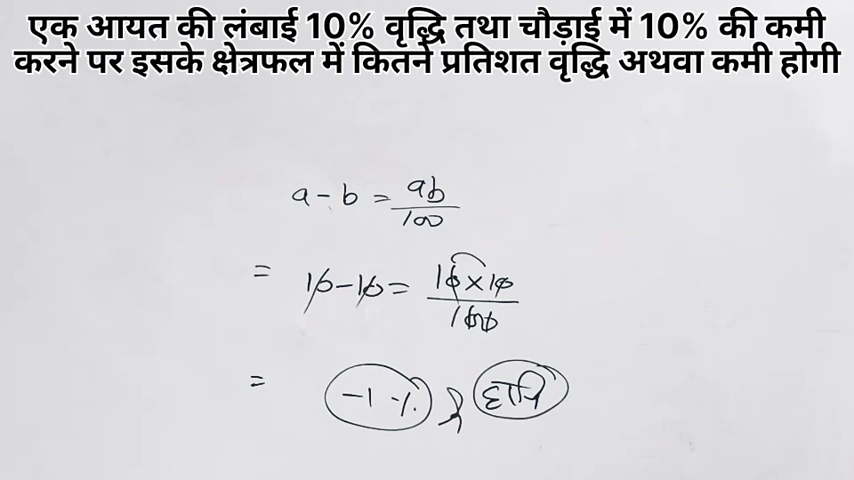 एक आयत की लंबाई 10% वृद्धि तथा चौड़ाई में 10% की कमी
करने पर इसके क्षेत्रफल में कितने प्रतिशत वृद्धि अथवा कमी होगी
a - b = ab/100
= 10 - 10 = 10 × 10/100
= -1 % हानि